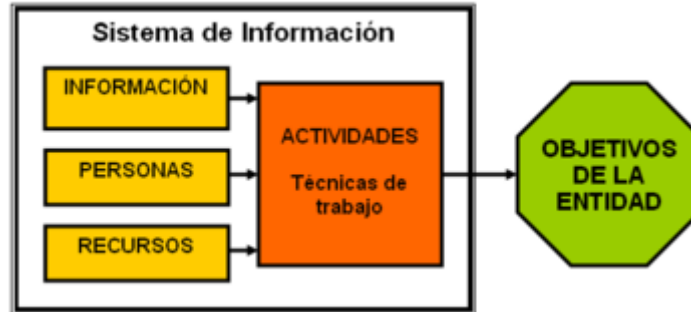 Sistema de Información
INFORMACIÓN
PERSONAS
RECURSOS
ACTIVIDADES
Técnicas de
trabajo
OBJETIVOS
DE LA
ENTIDAD